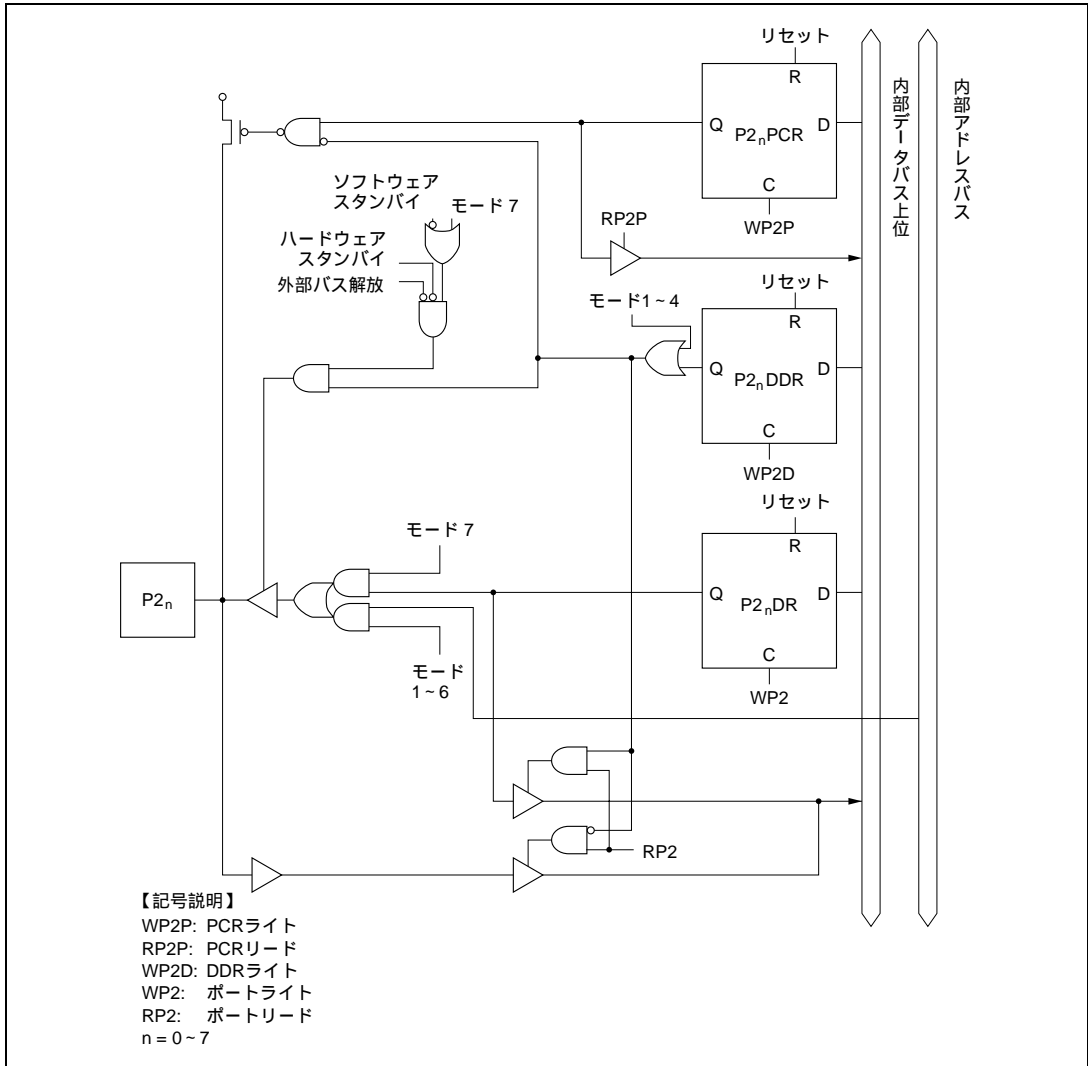 リセット
R
Q P2nPCR D
C
WP2P
内部データバス上位
内部アドレスバス
ソフトウェア
スタンバイ
モード 7
ハードウェア
スタンバイ
外部バス解放
RP2P
モード1~4
リセット
R
Q P2nDDR D
C
WP2D
リセット
R
Q P2nDR D
C
WP2
モード 7
P2n
モード
1~6
RP2
【記号説明】
WP2P: PCRライト
RP2P: PCRリード
WP2D: DDRライト
WP2: ポートライト
RP2: ポートリード
n = 0~7